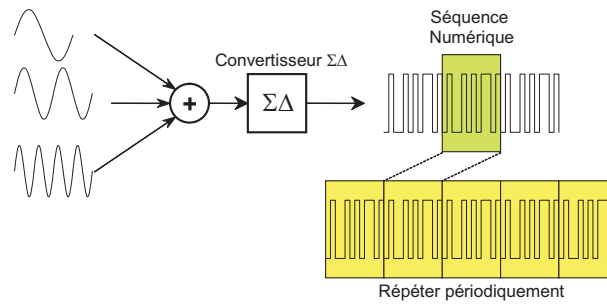 Séquence
Numérique
Convertisseur ΣΔ
+
ΣΔ
Répéter périodiquement